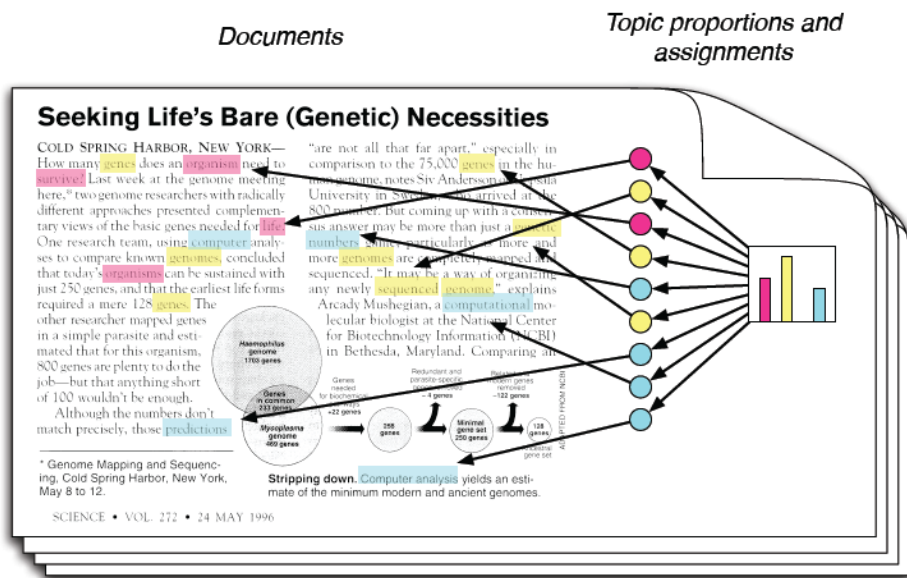 Documents
Topic proportions and
assignments
Seeking Life's Bare (Genetic) Necessities
COLD SPRING HARBOR, NEW YORK—
How many genes does an organism need to
survive? Last week at the genome meeting
here,* two genome researchers with radically
different approaches presented complemen-
tary views of the basic genes needed for life.
One research team, using computer analy-
ses to compare known genomes, concluded
that today's organisms can be sustained with
just 250 genes, and that the earliest life forms
required a mere 128 genes. The
other researcher mapped genes
in a simple parasite and esti-
mated that for this organism,
800 genes are plenty to do the
job—but that anything short
of 100 wouldn't be enough.
Although the numbers don't
match precisely, those predictions
* Genome Mapping and Sequenc-
ing, Cold Spring Harbor, New York,
May 8 to 12.
"are not all that far apart," especially in
comparison to the 75,000 genes in the hu-
man genome, notes Siv Andersson of Uppsala
University in Sweden, who arrived at the
800 number. But coming up with a consen-
sus answer may be more than just a genetic
numbers game, particularly as more and
more genomes are completely mapped and
sequenced. "It may be a way of organizing
any newly sequenced genome," explains
Arcady Mushegian, a computational mo-
lecular biologist at the National Center
for Biotechnology Information (NCBI)
in Bethesda, Maryland. Comparing an
Haemophilus
genome
1703 genes
Genes
in common
233 genes
Mycoplasma
genome
469 genes
Genes
needed
for biochemical
+22 genes
Redundant and
parasite-specific
– 4 genes
modern genes
removed
–122 genes
genes
Minimal
gene set
250 genes
128
genes
gene set
ADAPTED FROM NCBI
Stripping down. Computer analysis yields an esti-
mate of the minimum modern and ancient genomes.
SCIENCE • VOL. 272 • 24 MAY 1996